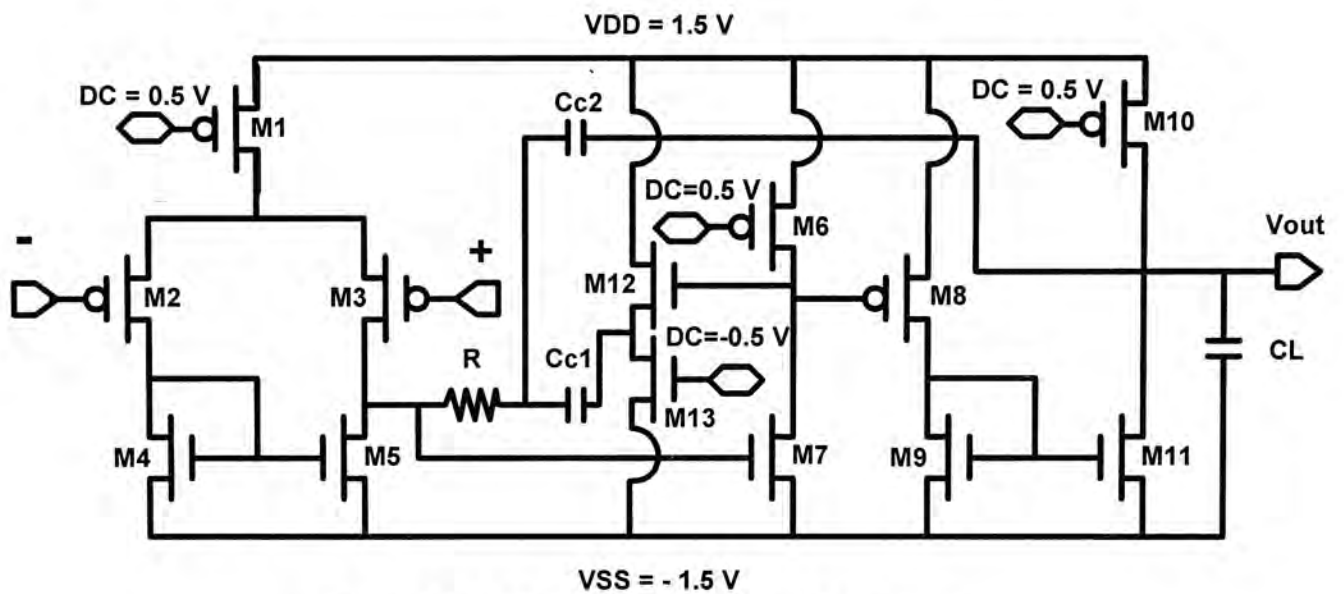 VDD = 1.5 V
DC = 0.5 V
M1
Cc2
DC = 0.5 V
M10
DC=0.5 V
M6
-
+
Vout
M2
M3
M12
M8
DC=-0.5 V
R
Cc1
CL
M13
M4
M5
M7
M9
M11
VSS = - 1.5 V